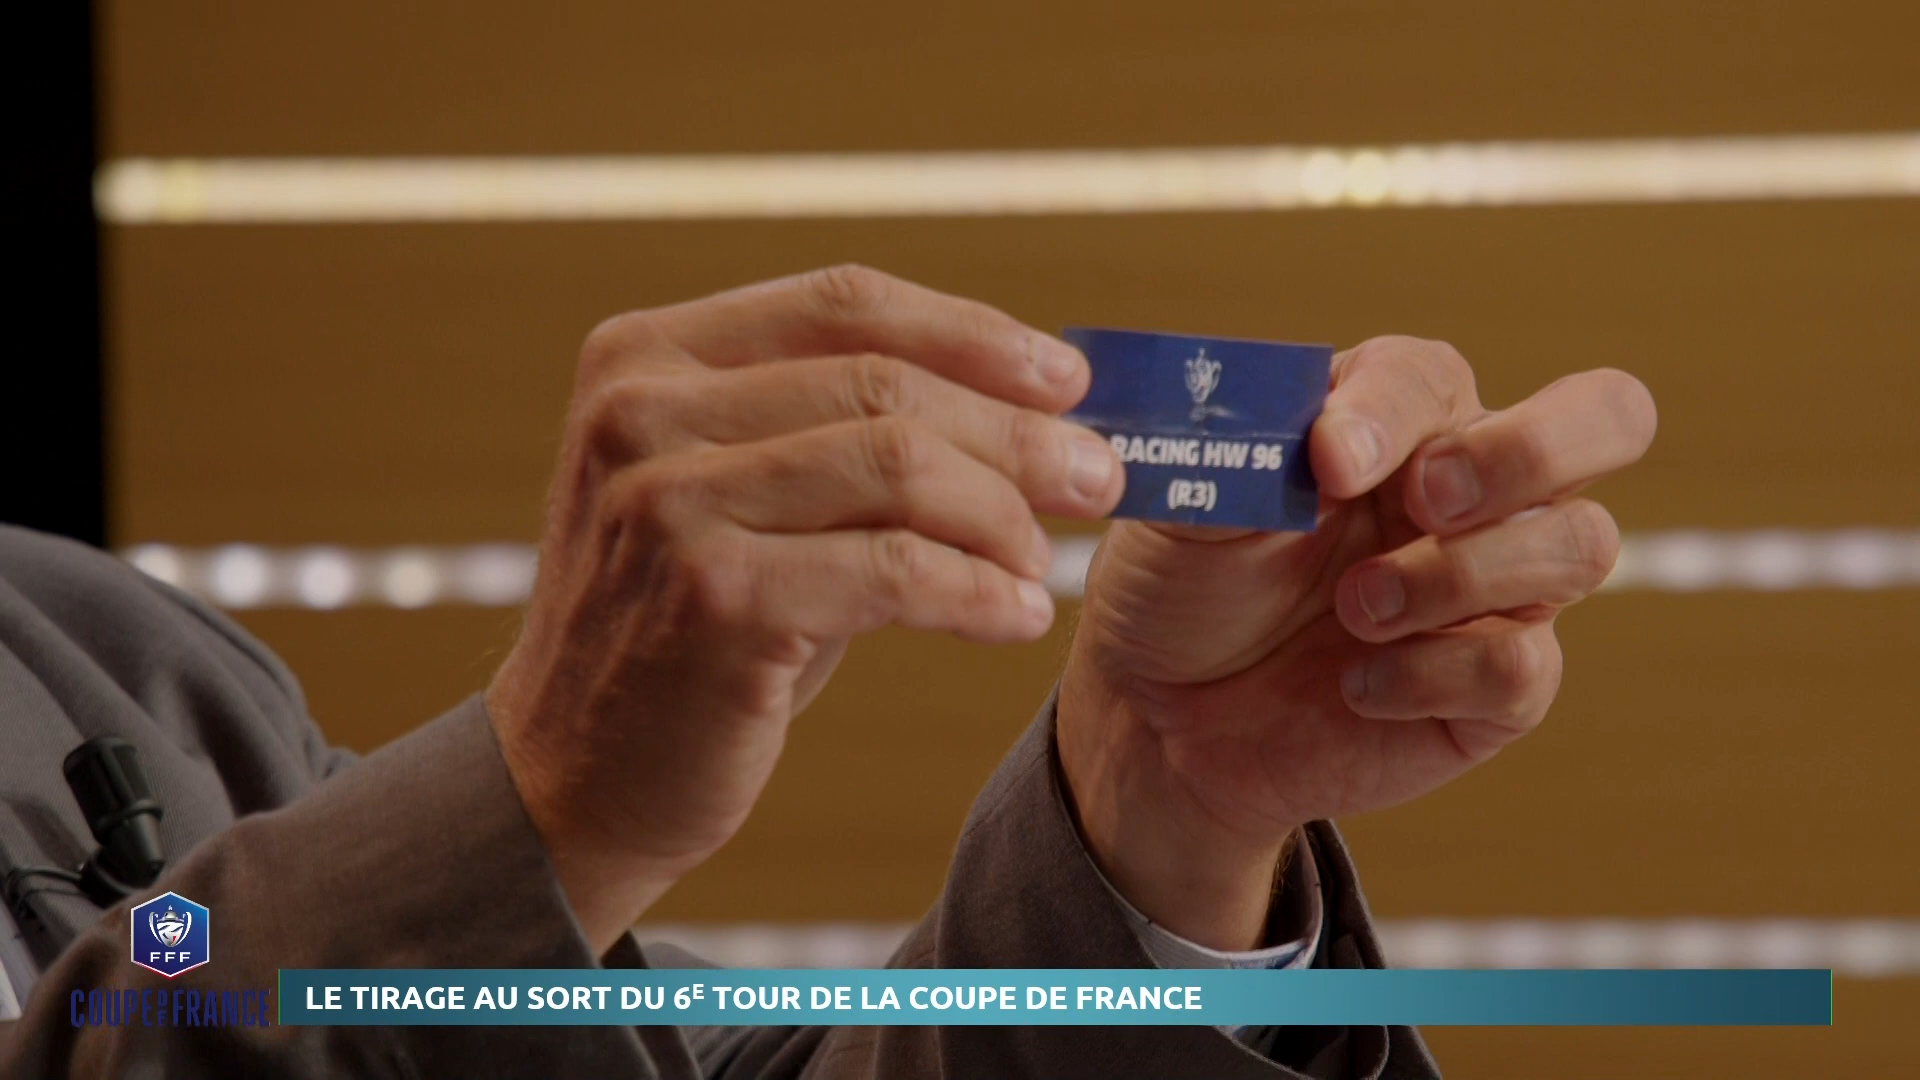 RACING HW 96
(R3)
FFF
COUPE DE FRANCE
LE TIRAGE AU SORT DU 6E TOUR DE LA COUPE DE FRANCE